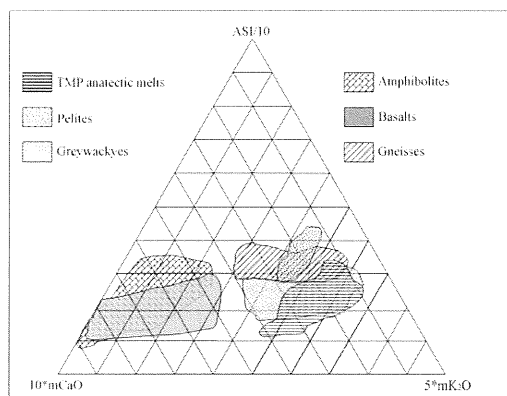 ASI/10
TMP anatectic melts
Amphibolites
Pelites
Basalts
Greywackyes
Gneisses
10*mCaO
5*mK₂O